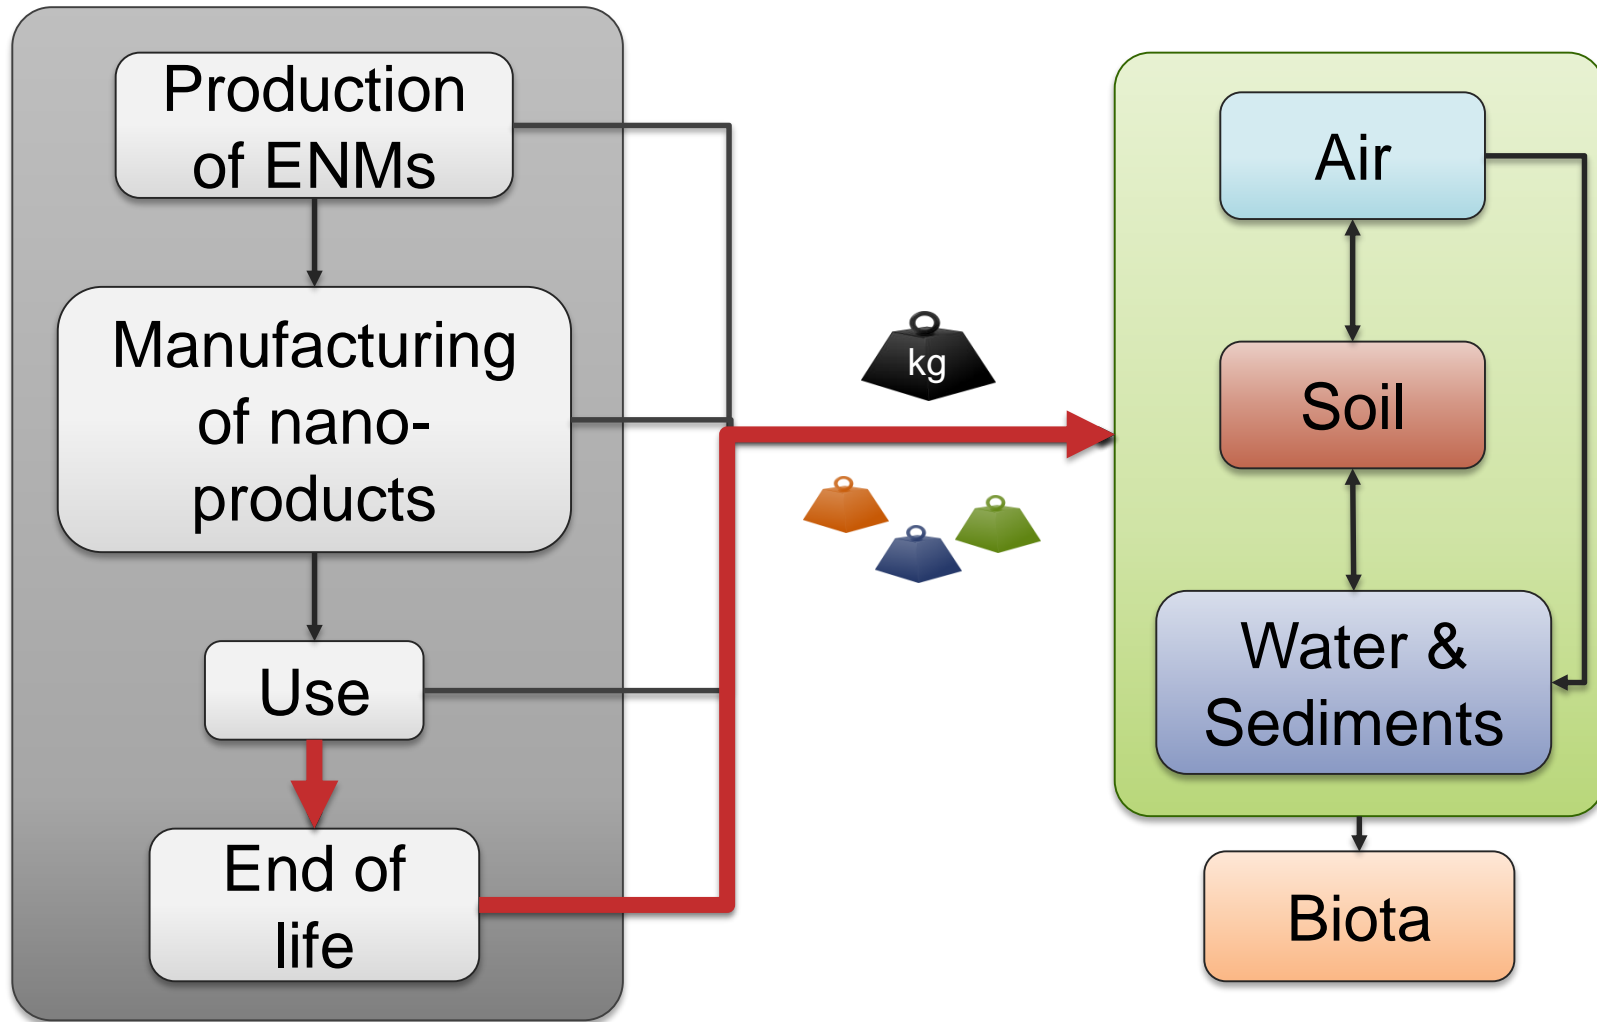 Production
of ENMs
Manufacturing
of nano-
products
Use
End of
life
kg
Air
Soil
Water &
Sediments
Biota